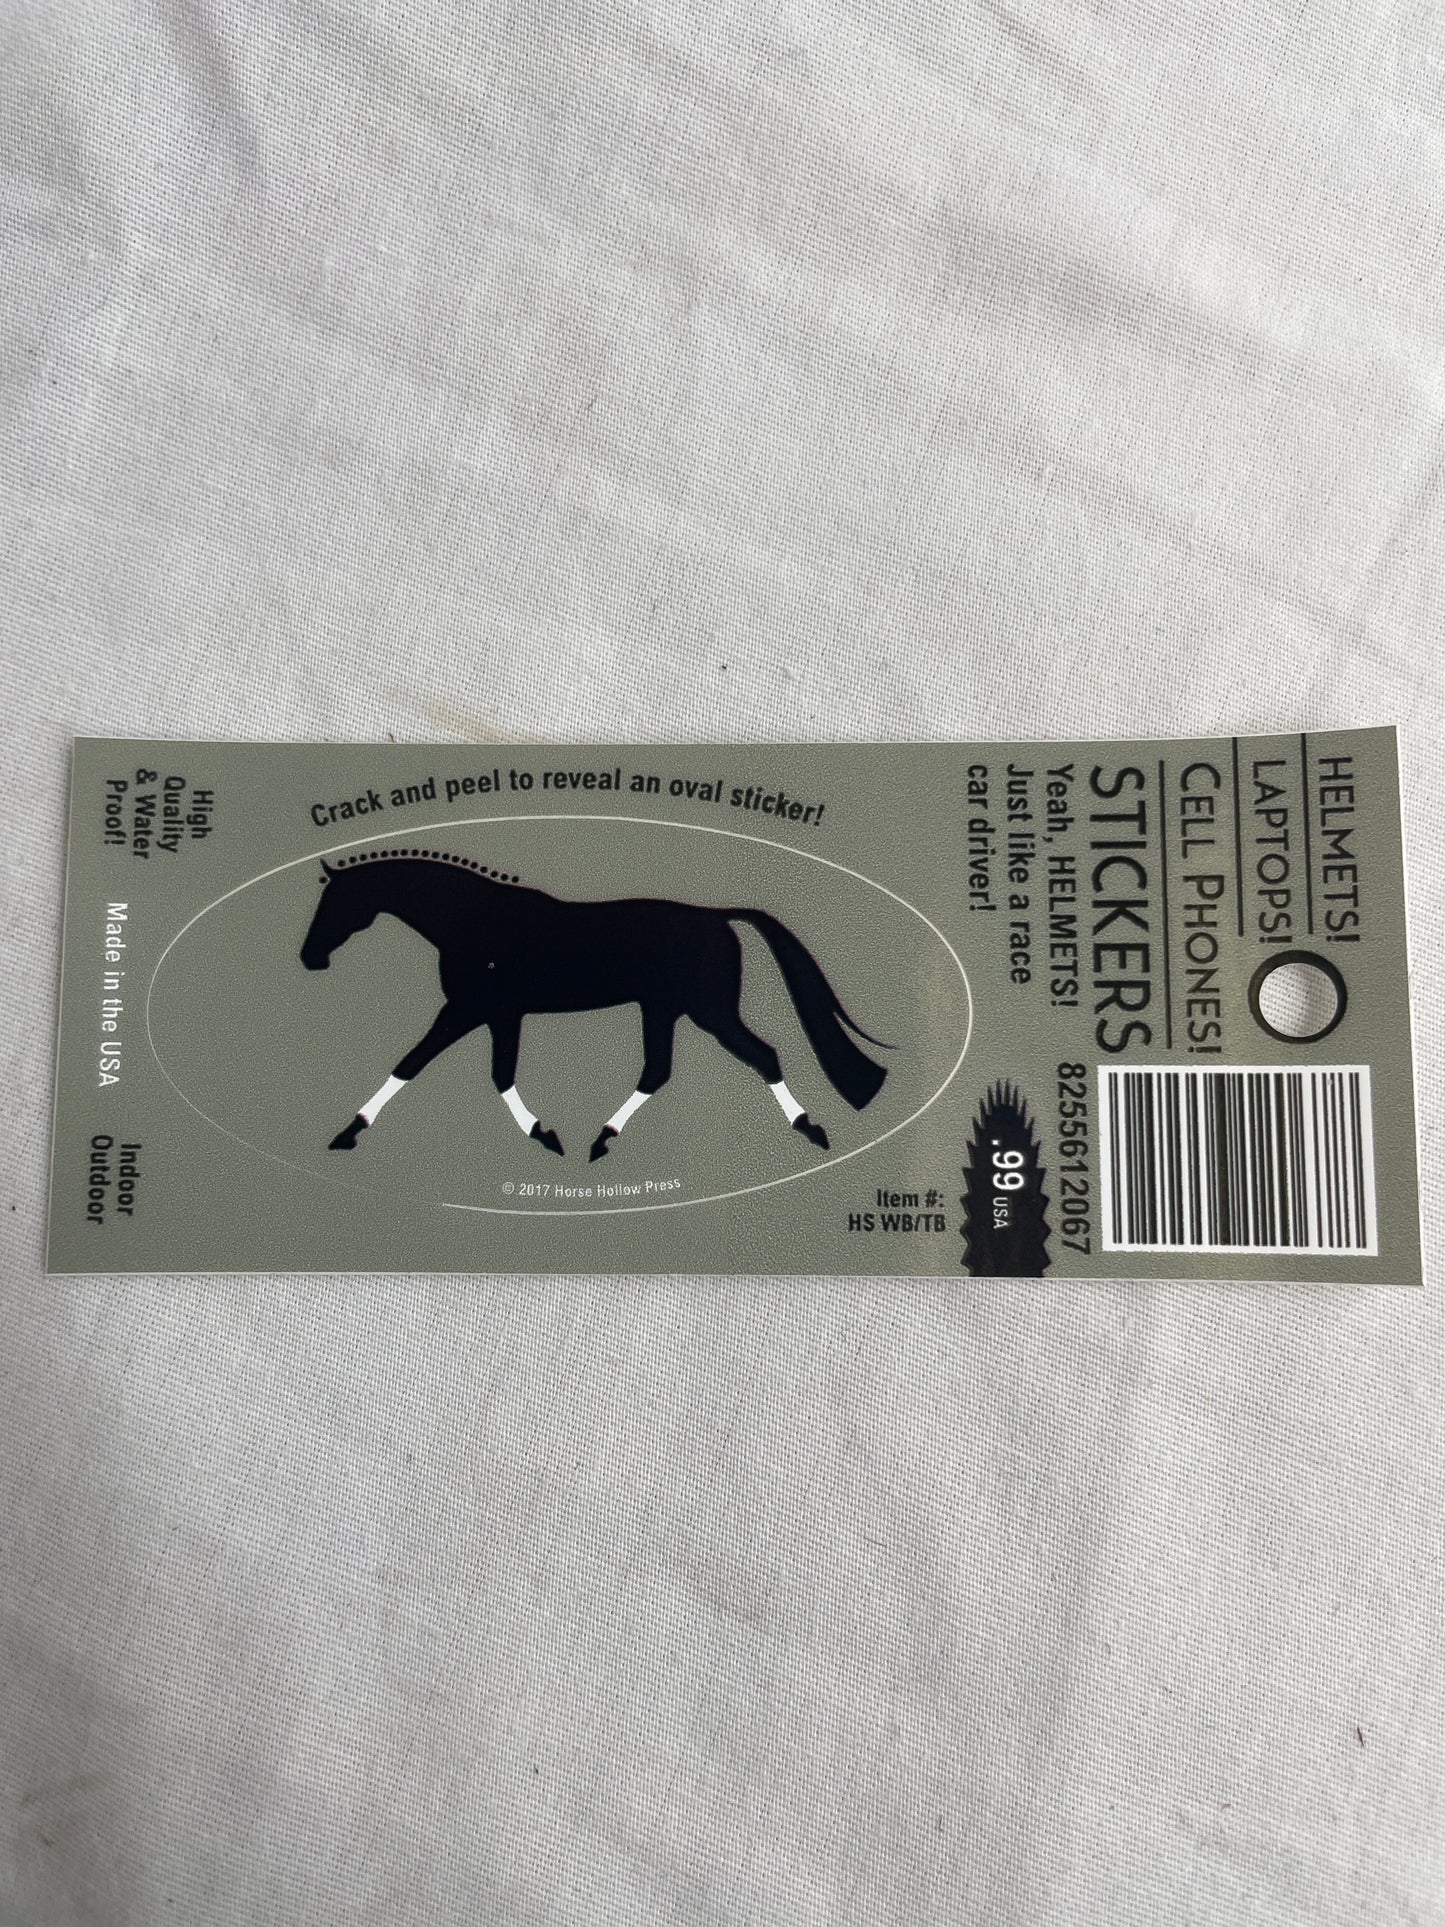 HELMETS!
LAPTOPS!
CELL PHONES!
STICKERS
Yeah, HELMETS!
Just like a race
car driver!
825561 2067
.99 USA
Item #:
HS WB/TB
Crack and peel to reveal an oval sticker!
© 2017 Horse Hollow Press
High
Quality
& Water
Proof!
Made in the USA
Indoor
Outdoor